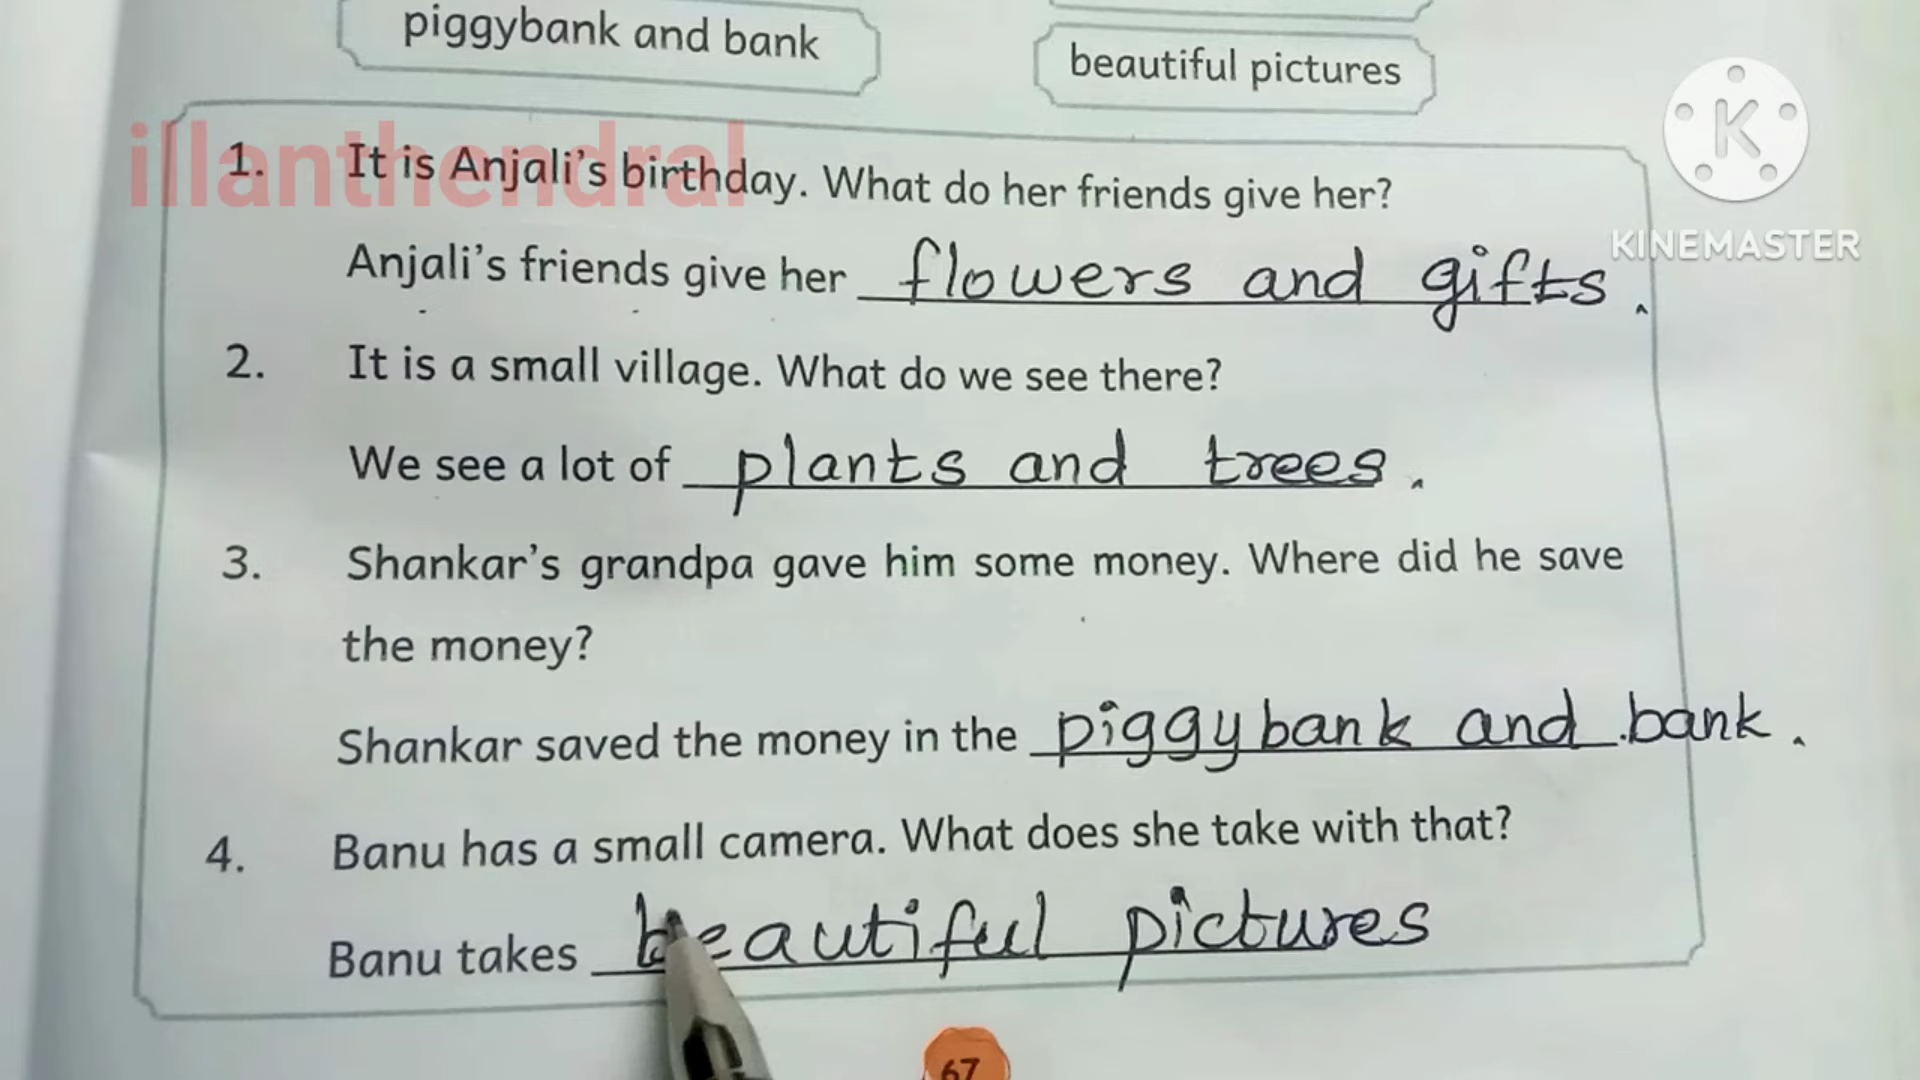 piggybank and bank
beautiful pictures
illanthendral
K
KINEMASTER
1. It is Anjali's birthday. What do her friends give her?
Anjali's friends give her flowers and gifts.
2. It is a small village. What do we see there?
We see a lot of plants and trees.
3. Shankar's grandpa gave him some money. Where did he save
the money?
Shankar saved the money in the piggybank and bank.
4. Banu has a small camera. What does she take with that?
Banu takes beautiful pictures
67